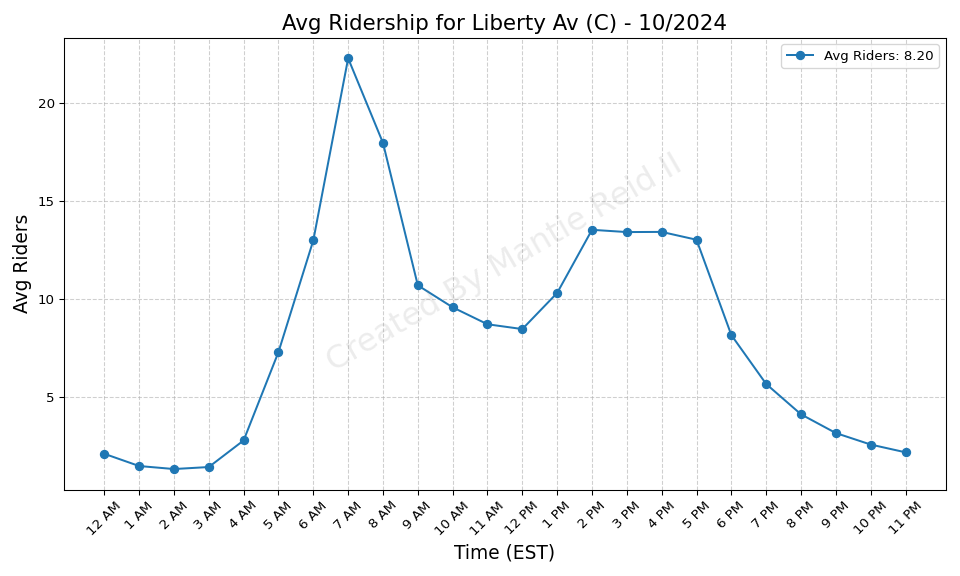 Avg Ridership for Liberty Av (C) - 10/2024
Avg Riders: 8.20
Avg Riders
20
15
10
5
Created By Mantle Reid II
12 AM
1 AM
2 AM
3 AM
4 AM
5 AM
6 AM
7 AM
8 AM
9 AM
10 AM
11 AM
12 PM
1 PM
2 PM
3 PM
4 PM
5 PM
6 PM
7 PM
8 PM
9 PM
10 PM
11 PM
Time (EST)